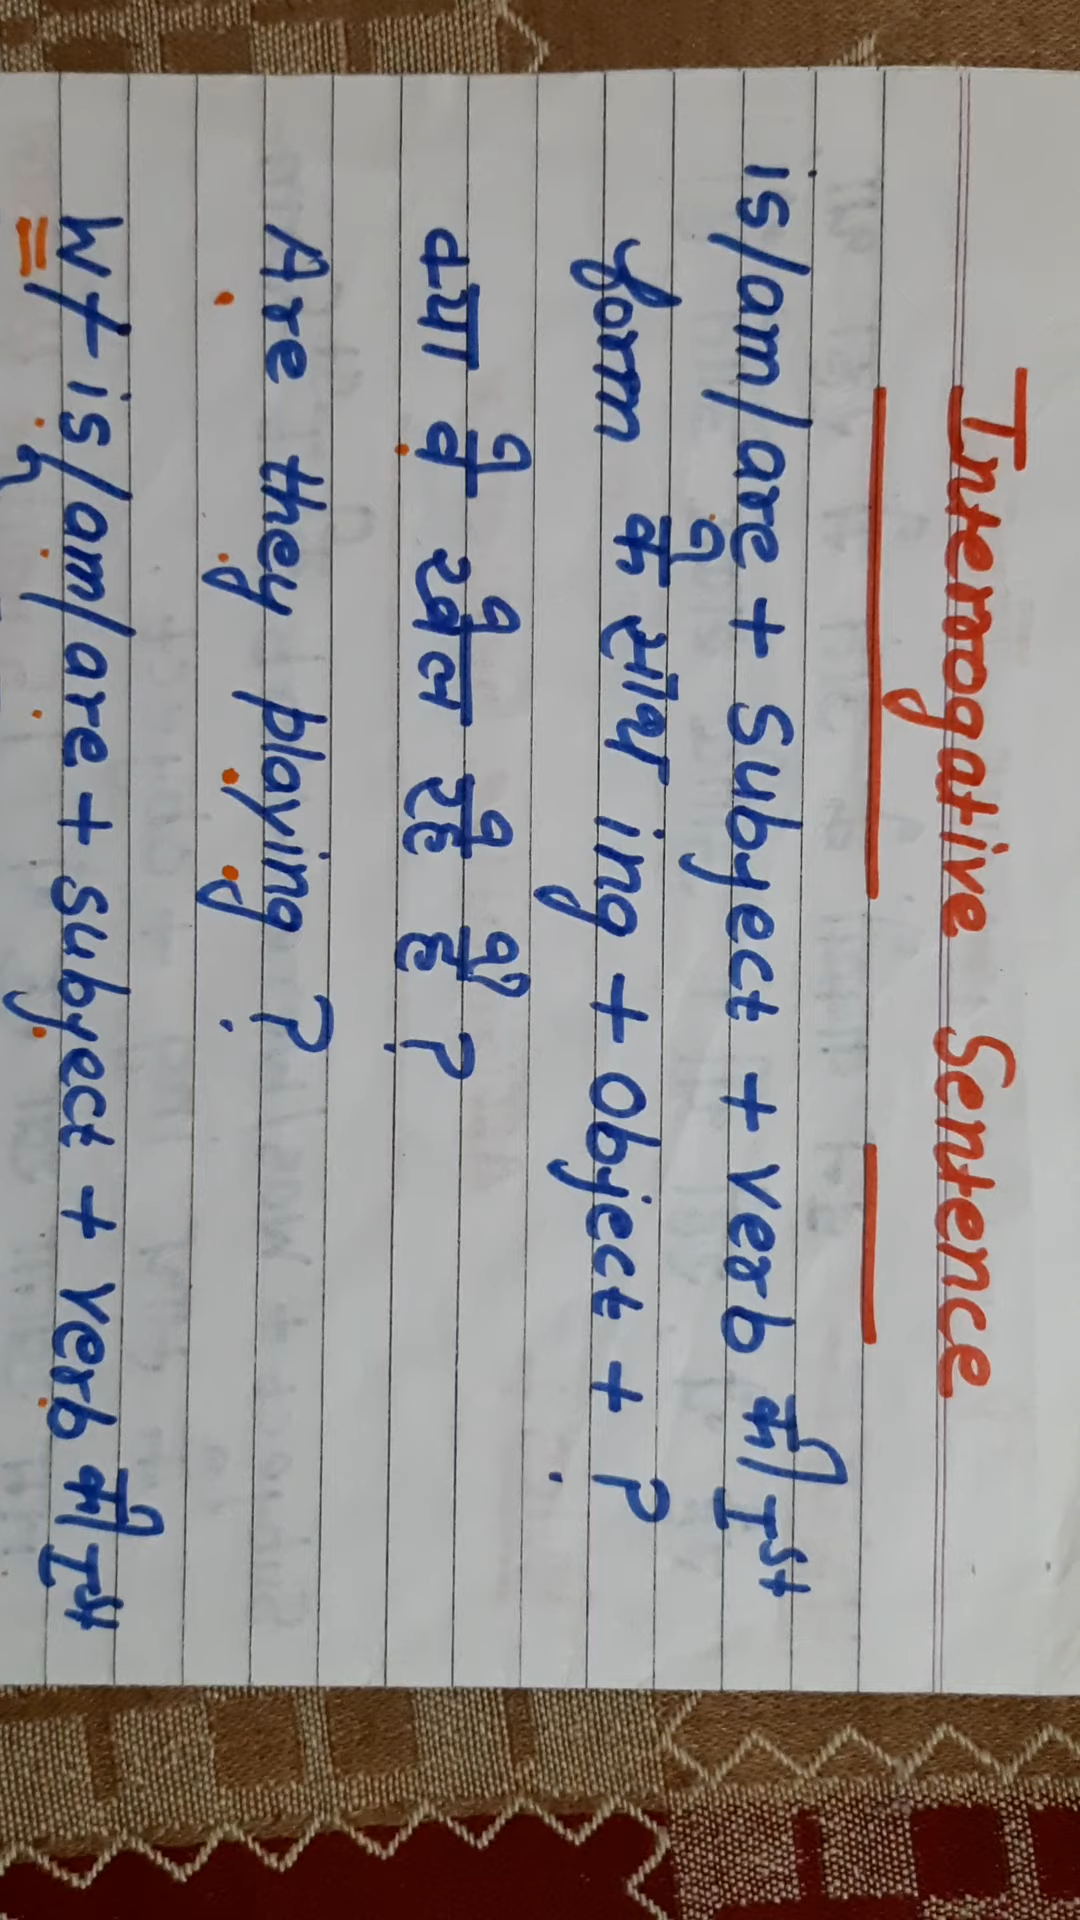 Interrogative Sentence
is/am/are + Subject + Verb की Ist
form के साथ ing + Object + ?
क्या वे खेल रहे हैं ?
Are they playing ?
Wf is/am/are + Subject + Verb की Ist